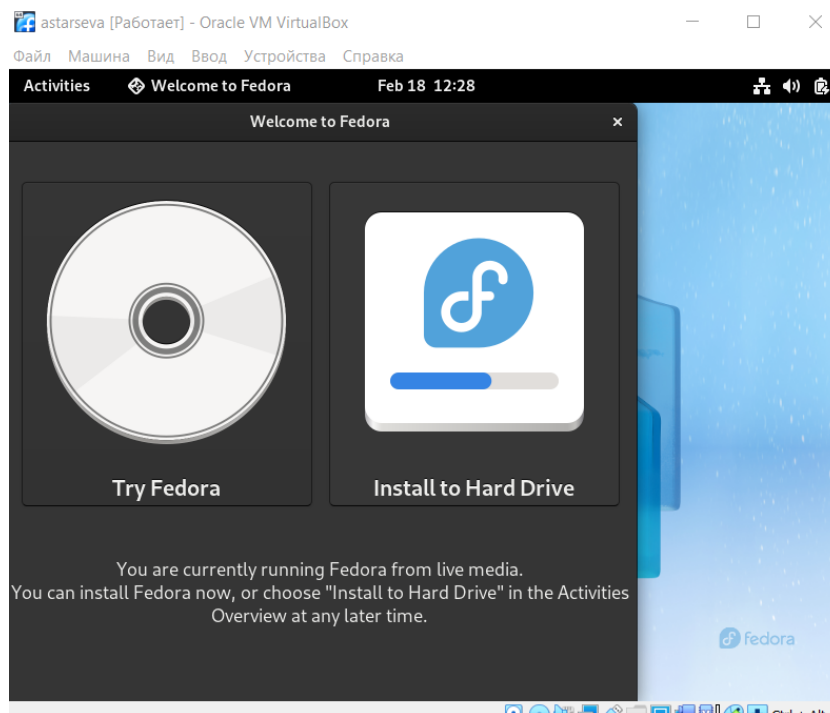 astarseva [Работает] - Oracle VM VirtualBox
Файл Машина Вид Ввод Устройства Справка
Activities Welcome to Fedora Feb 18 12:28
Welcome to Fedora
Try Fedora Install to Hard Drive
You are currently running Fedora from live media.
You can install Fedora now, or choose "Install to Hard Drive" in the Activities
Overview at any later time.
fedora